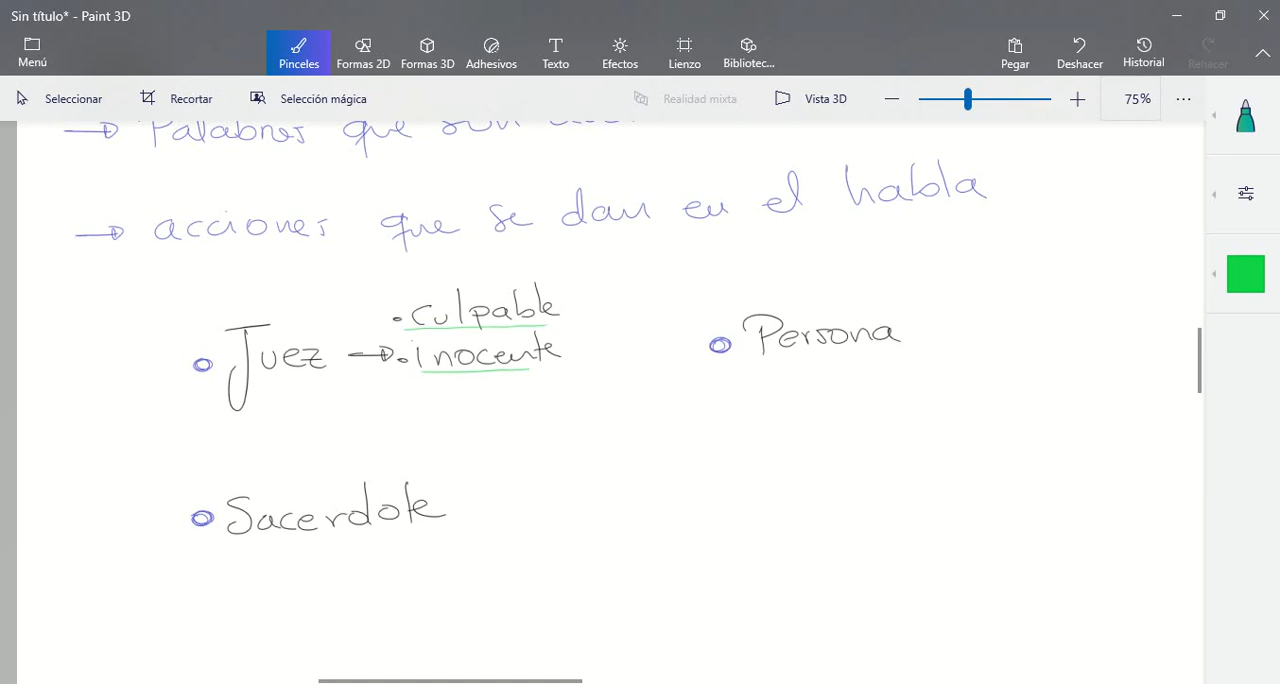 Sin título* - Paint 3D
Menú
Pinceles
Formas 2D
Formas 3D
Adhesivos
Texto
Efectos
Lienzo
Bibliotec...
Pegar
Deshacer
Historial
Rehacer
Seleccionar
Recortar
Selección mágica
Realidad mixta
Vista 3D
75%
→ Palabras que son
→ acciones que se dan en el habla
• Juez → • culpable
• inocente
• Persona
• Sacerdote